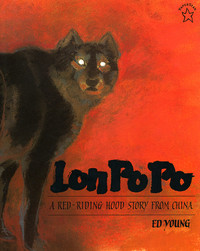 Lon Po Po
A RED-RIDING HOOD STORY FROM CHINA
ED YOUNG